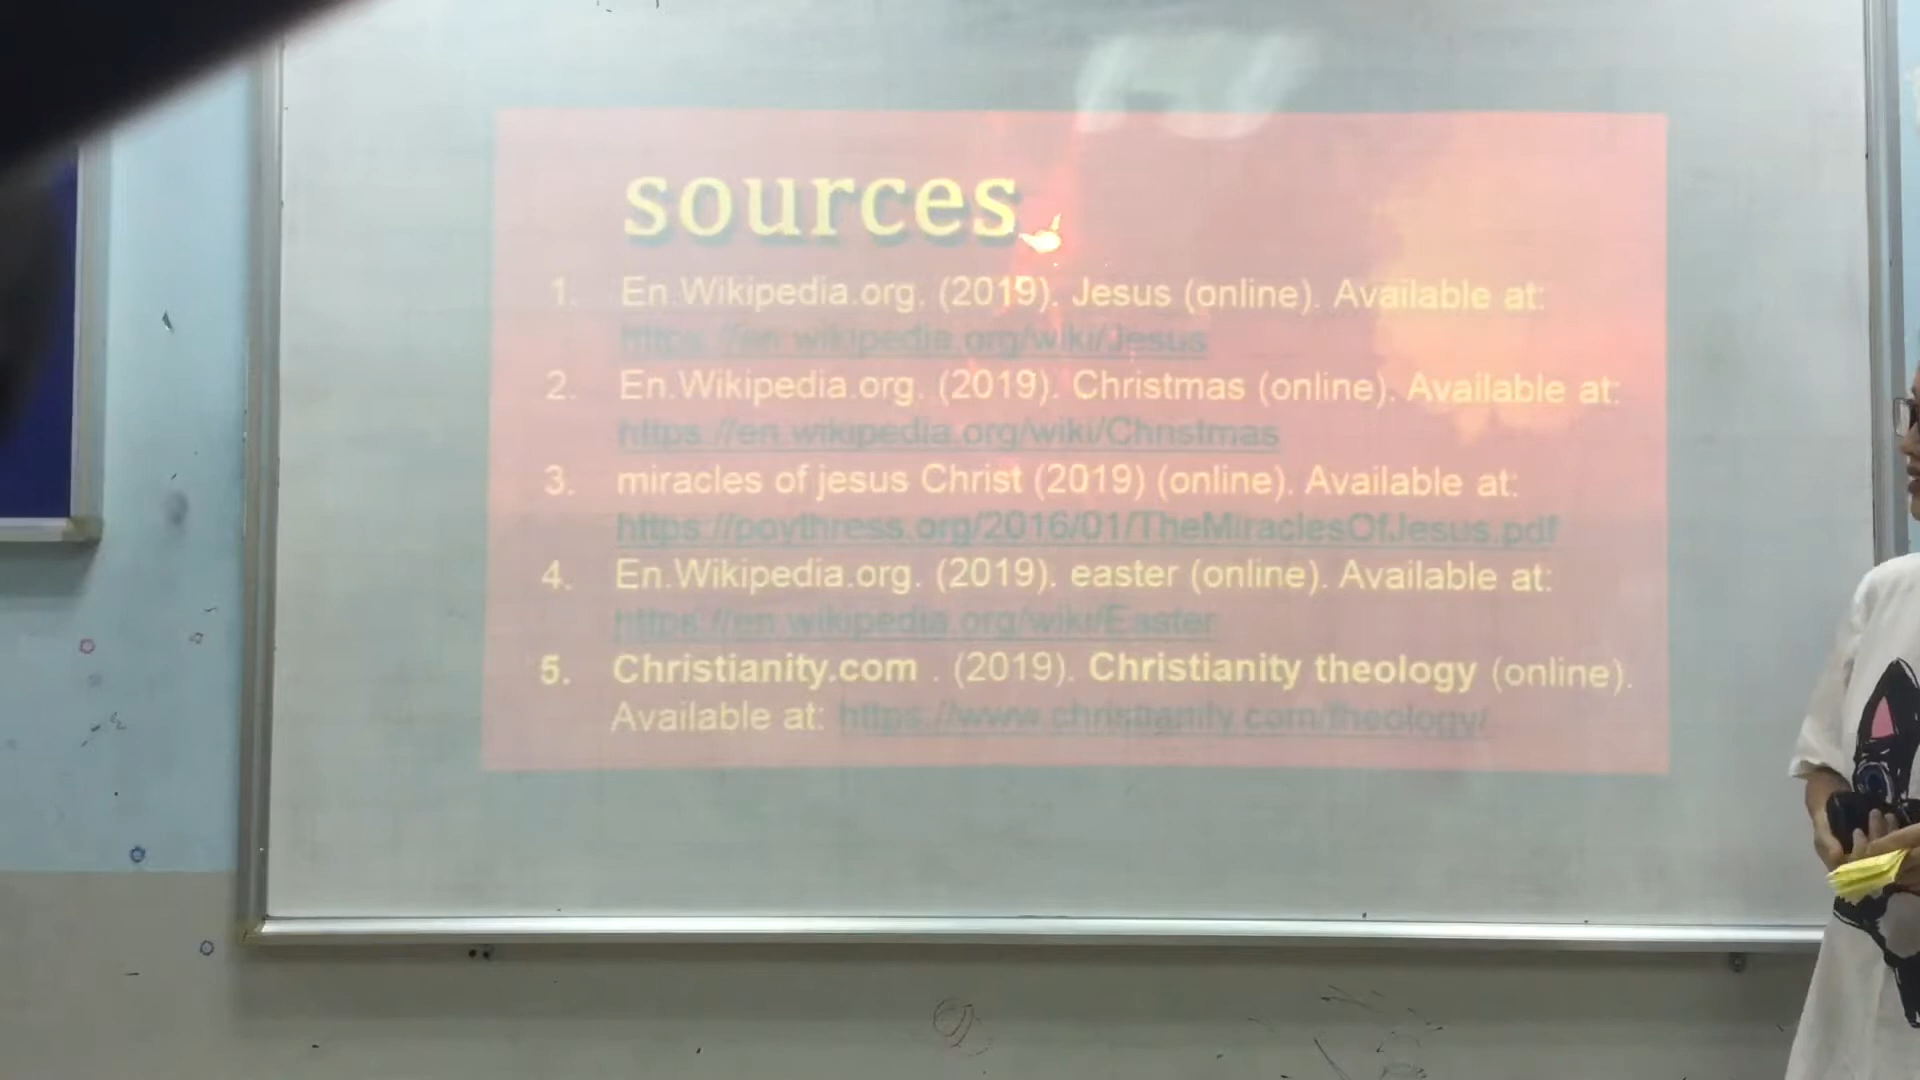 sources
1. En.Wikipedia.org. (2019). Jesus (online). Available at:
https://en.wikipedia.org/wiki/Jesus
2. En.Wikipedia.org. (2019). Christmas (online). Available at:
https://en.wikipedia.org/wiki/Christmas
3. miracles of jesus Christ (2019) (online). Available at:
https://poythress.org/2016/01/TheMiraclesOfJesus.pdf
4. En.Wikipedia.org. (2019). easter (online). Available at:
https://en.wikipedia.org/wiki/Easter
5. Christianity.com . (2019). Christianity theology (online).
Available at: https://www.christianity.com/theology/